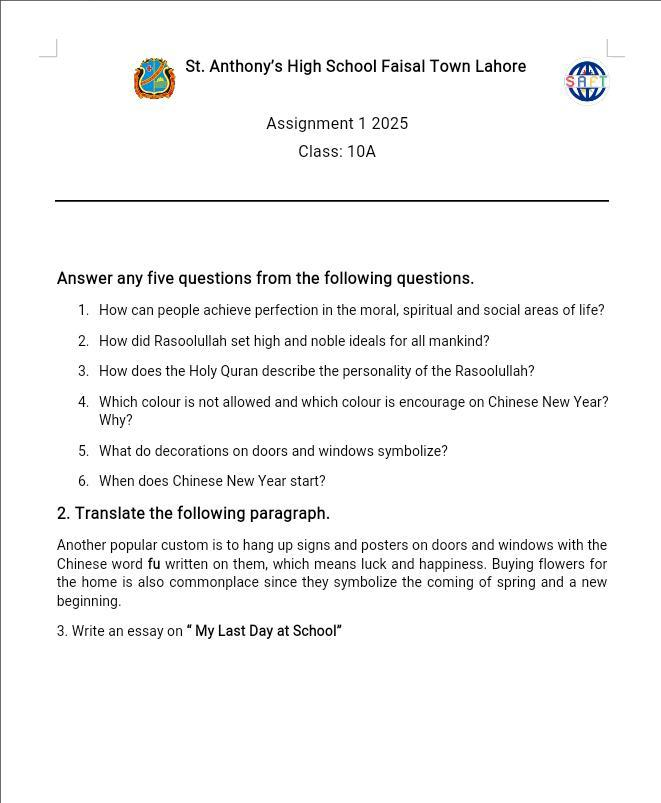 St. Anthony’s High School Faisal Town Lahore
SAFT
Assignment 1 2025
Class: 10A
Answer any five questions from the following questions.
1. How can people achieve perfection in the moral, spiritual and social areas of life?
2. How did Rasoolullah set high and noble ideals for all mankind?
3. How does the Holy Quran describe the personality of the Rasoolullah?
4. Which colour is not allowed and which colour is encourage on Chinese New Year?
Why?
5. What do decorations on doors and windows symbolize?
6. When does Chinese New Year start?
2. Translate the following paragraph.
Another popular custom is to hang up signs and posters on doors and windows with the
Chinese word fu written on them, which means luck and happiness. Buying flowers for
the home is also commonplace since they symbolize the coming of spring and a new
beginning.
3. Write an essay on “ My Last Day at School”